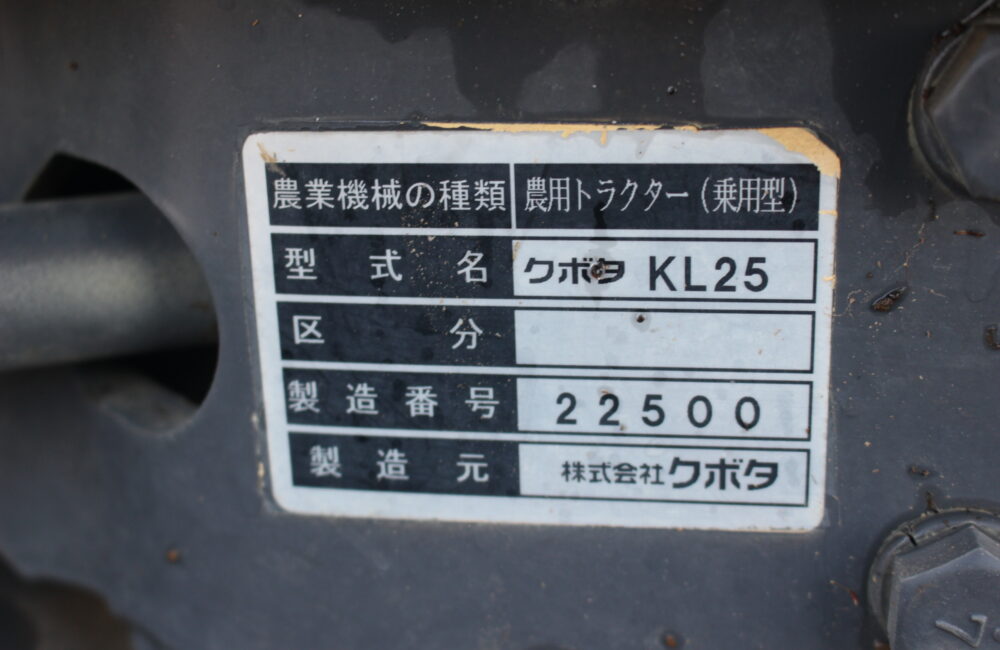 農業機械の種類 農用トラクター(乗用型)
型式名 クボタ KL25
区分
製造番号 22500
製造元 株式会社クボタ